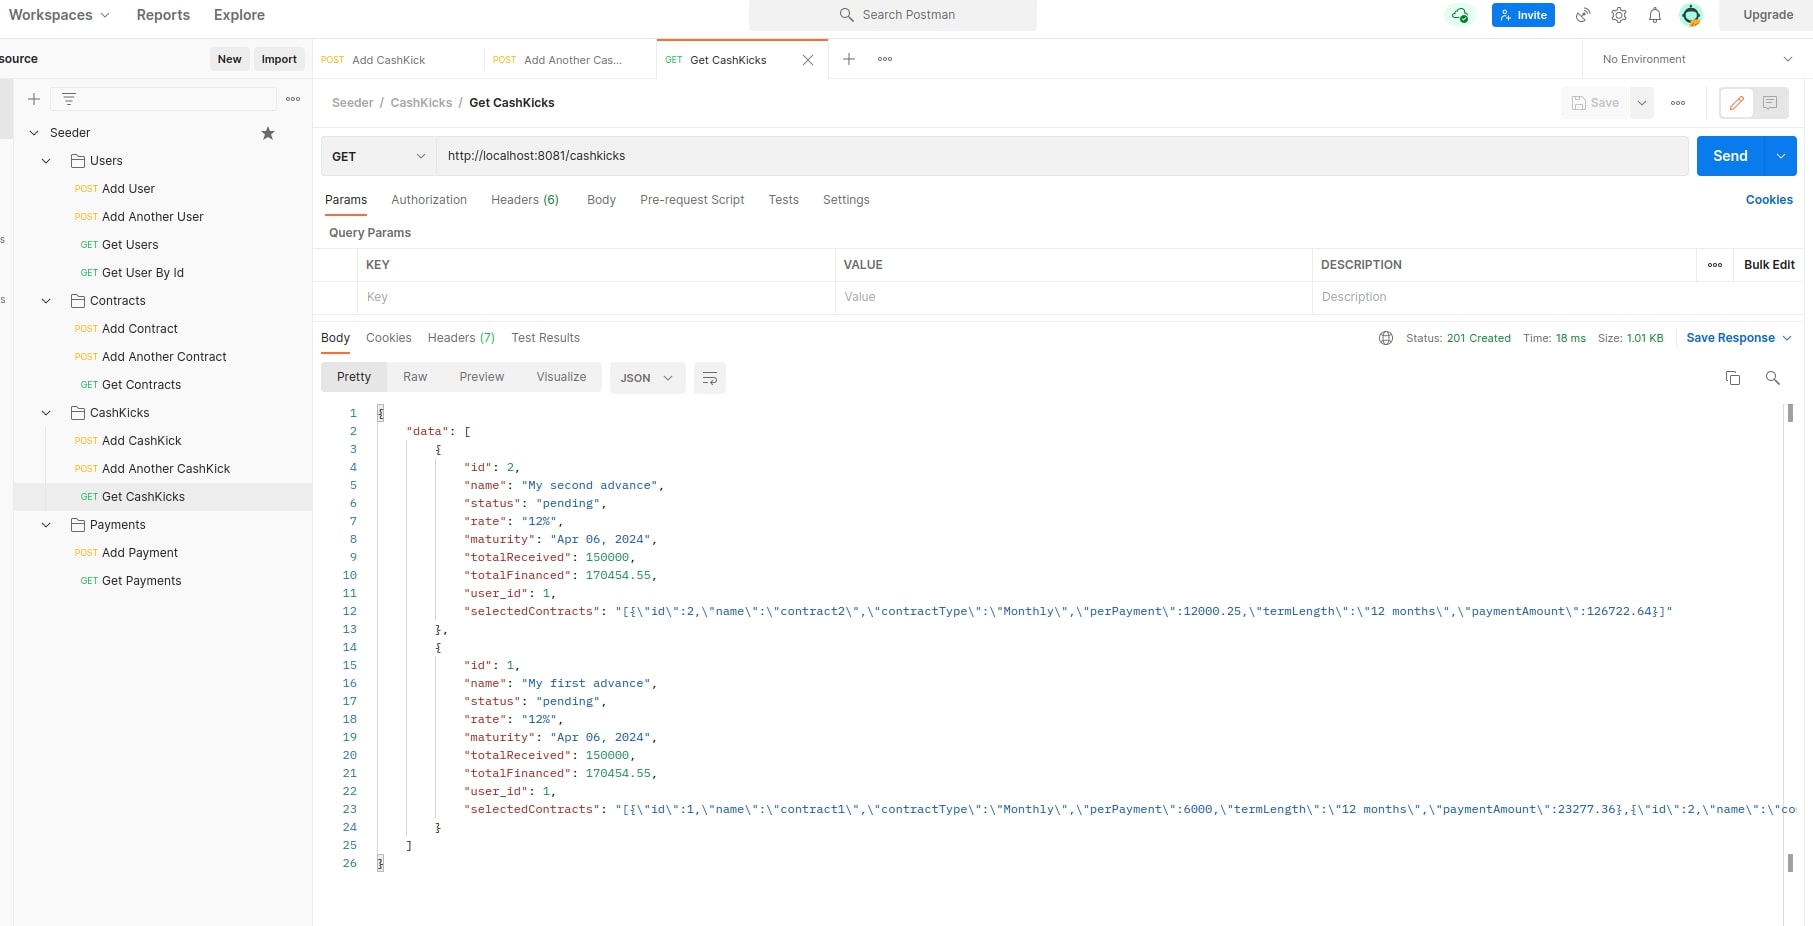 Workspaces
Reports
Explore
Search Postman
Invite
Upgrade
source
New
Import
POST Add CashKick
POST Add Another Cas...
GET Get CashKicks
No Environment
Seeder / CashKicks / Get CashKicks
Save
Seeder
Users
POST Add User
POST Add Another User
GET Get Users
GET Get User By Id
Contracts
POST Add Contract
POST Add Another Contract
GET Get Contracts
CashKicks
POST Add CashKick
POST Add Another CashKick
GET Get CashKicks
Payments
POST Add Payment
GET Get Payments
s
s
GET
http://localhost:8081/cashkicks
Send
Params
Authorization
Headers (6)
Body
Pre-request Script
Tests
Settings
Cookies
Query Params
KEY
VALUE
DESCRIPTION
Bulk Edit
Key
Value
Description
Body
Cookies
Headers (7)
Test Results
Status: 201 Created
Time: 18 ms
Size: 1.01 KB
Save Response
Pretty
Raw
Preview
Visualize
JSON
1 {
2 "data": [
3 {
4 "id": 2,
5 "name": "My second advance",
6 "status": "pending",
7 "rate": "12%",
8 "maturity": "Apr 06, 2024",
9 "totalReceived": 150000,
10 "totalFinanced": 170454.55,
11 "user_id": 1,
12 "selectedContracts": "[{\"id\":2,\"name\":\"contract2\",\"contractType\":\"Monthly\",\"perPayment\":12000.25,\"termLength\":\"12 months\",\"paymentAmount\":126722.64}]"
13 },
14 {
15 "id": 1,
16 "name": "My first advance",
17 "status": "pending",
18 "rate": "12%",
19 "maturity": "Apr 06, 2024",
20 "totalReceived": 150000,
21 "totalFinanced": 170454.55,
22 "user_id": 1,
23 "selectedContracts": "[{\"id\":1,\"name\":\"contract1\",\"contractType\":\"Monthly\",\"perPayment\":6000,\"termLength\":\"12 months\",\"paymentAmount\":23277.36},{\"id\":2,\"name\":\"co
24 }
25 ]
26 }